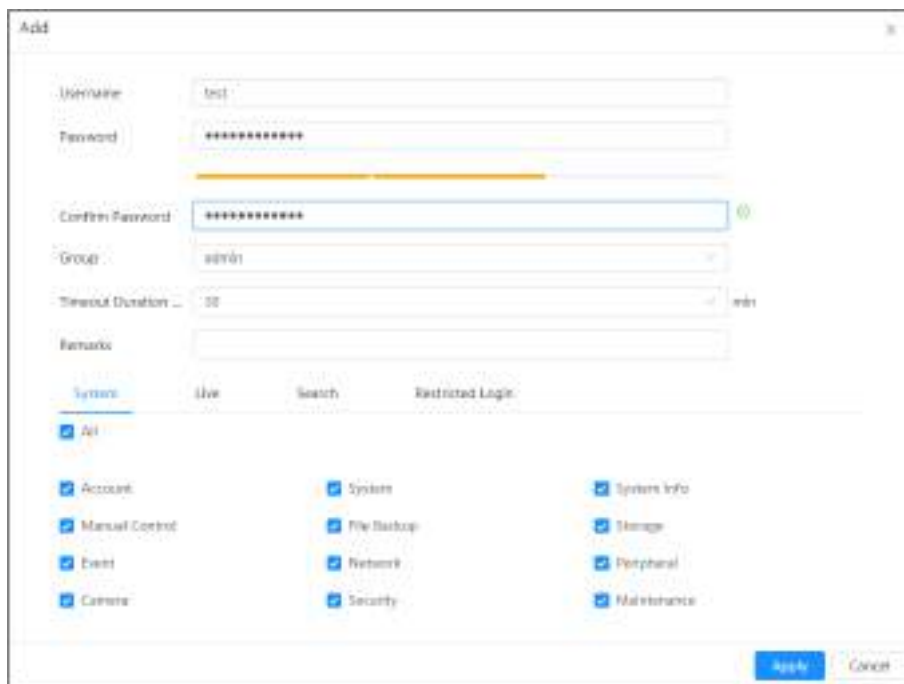 Add
Username test
Password ************
Confirm Password ************
Group admin
Timeout Duration ... min
Remarks
System Live Search Restricted Login
All
Account System System Info
Manual Control File Backup Storage
Event Network Peripheral
Camera Security Maintenance
Apply Cancel